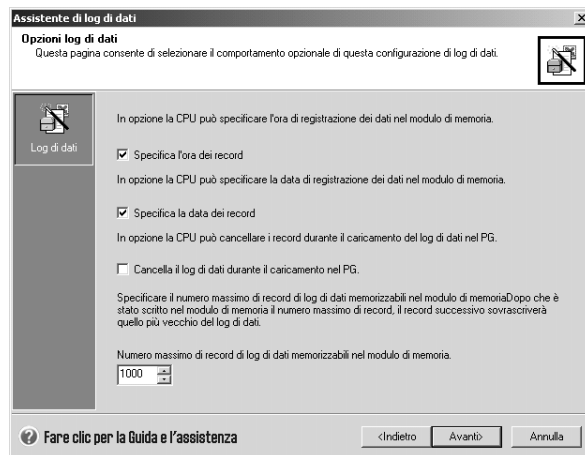 Assistente di log di dati
Opzioni log di
dati
Questa pagina consente di selezionare il comportamento opzionale di questa configurazione di log di dati.
Log di dati
In opzione la CPU può specificare l'ora di registrazione dei dati nel modulo di memoria.
Specifica l'ora dei record
In opzione la CPU può specificare la data di registrazione dei dati nel modulo di memoria.
Specifica la data dei record
In opzione la CPU può cancellare i record durante il caricamento del log di dati nel PG.
Cancella il log di dati durante il caricamento nel PG.
Specificare il numero massimo di record di log di dati memorizzabili nel modulo di memoriaDopo che è
stato scritto nel modulo di memoria il numero massimo di record, il record successivo sovrascriverà
quello più vecchio del log di dati.
Numero massimo di record di log di dati memorizzabili nel modulo di memoria.
1000
Fare clic per la Guida e l'assistenza
<Indietro
Avanti>
Annulla